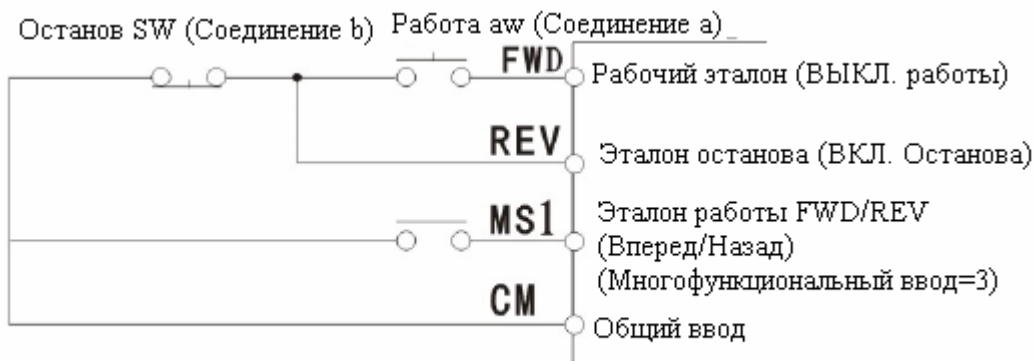 Останов SW (Соединение b)
Работа aw (Соединение a)
FWD
Рабочий эталон (ВЫКЛ. работы)
REV
Эталон останова (ВКЛ. Останова)
MS1
Эталон работы FWD/REV
(Вперед/Назад)
(Многофункциональный ввод=3)
CM
Общий ввод